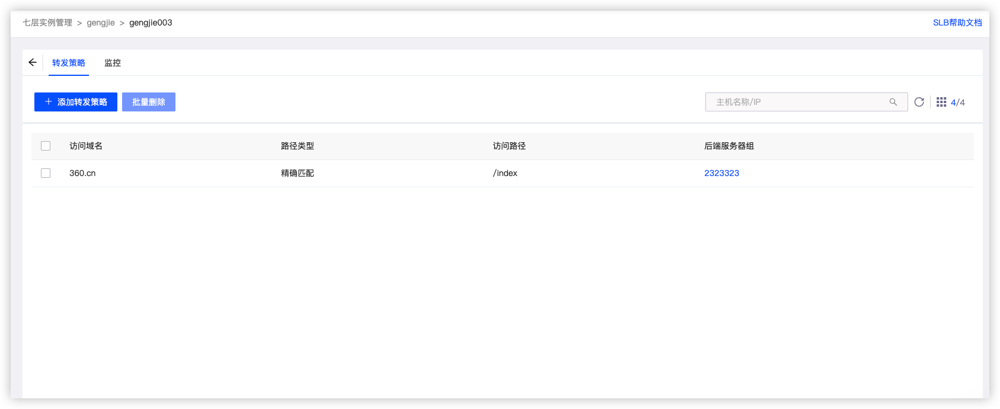 七层实例管理 > gengjie > gengjie003
SLB帮助文档
转发策略 监控
添加转发策略 批量删除
主机名称/IP
4/4
访问域名 路径类型 访问路径 后端服务器组
360.cn 精确匹配 /index 2323323